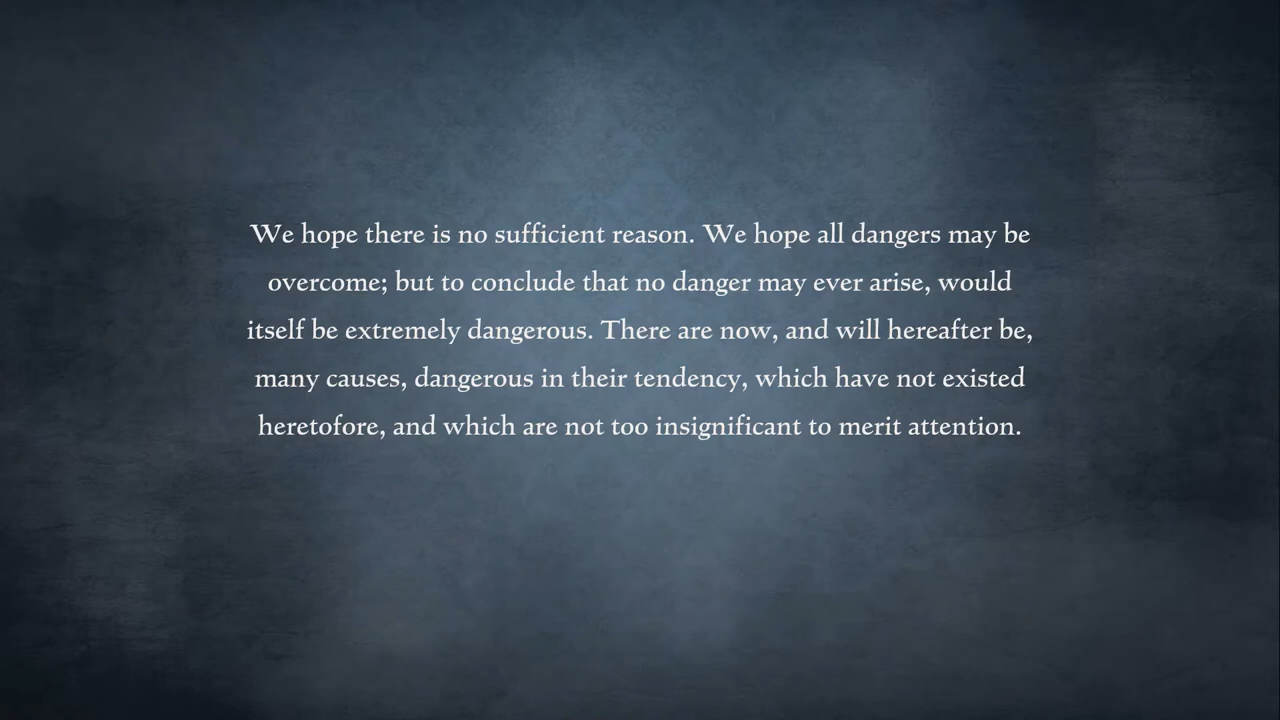 We hope there is no sufficient reason. We hope all dangers may be
overcome; but to conclude that no danger may ever arise, would
itself be extremely dangerous. There are now, and will hereafter be,
many causes, dangerous in their tendency, which have not existed
heretofore, and which are not too insignificant to merit attention.